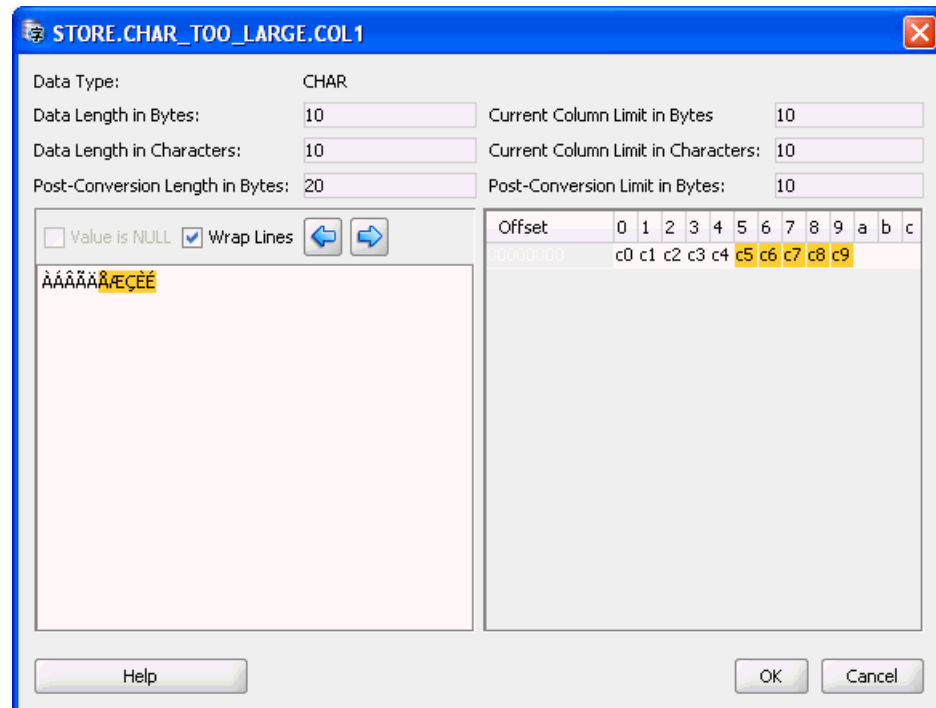 字 STORE.CHAR_TOO_LARGE.COL1
Data Type: CHAR
Data Length in Bytes: 10 Current Column Limit in Bytes 10
Data Length in Characters: 10 Current Column Limit in Characters: 10
Post-Conversion Length in Bytes: 20 Post-Conversion Limit in Bytes: 10
Value is NULL Wrap Lines
ÀÁÂÃÄÅÆÇÈÉ
Offset 0 1 2 3 4 5 6 7 8 9 a b c
00000000 c0 c1 c2 c3 c4 c5 c6 c7 c8 c9
Help OK Cancel